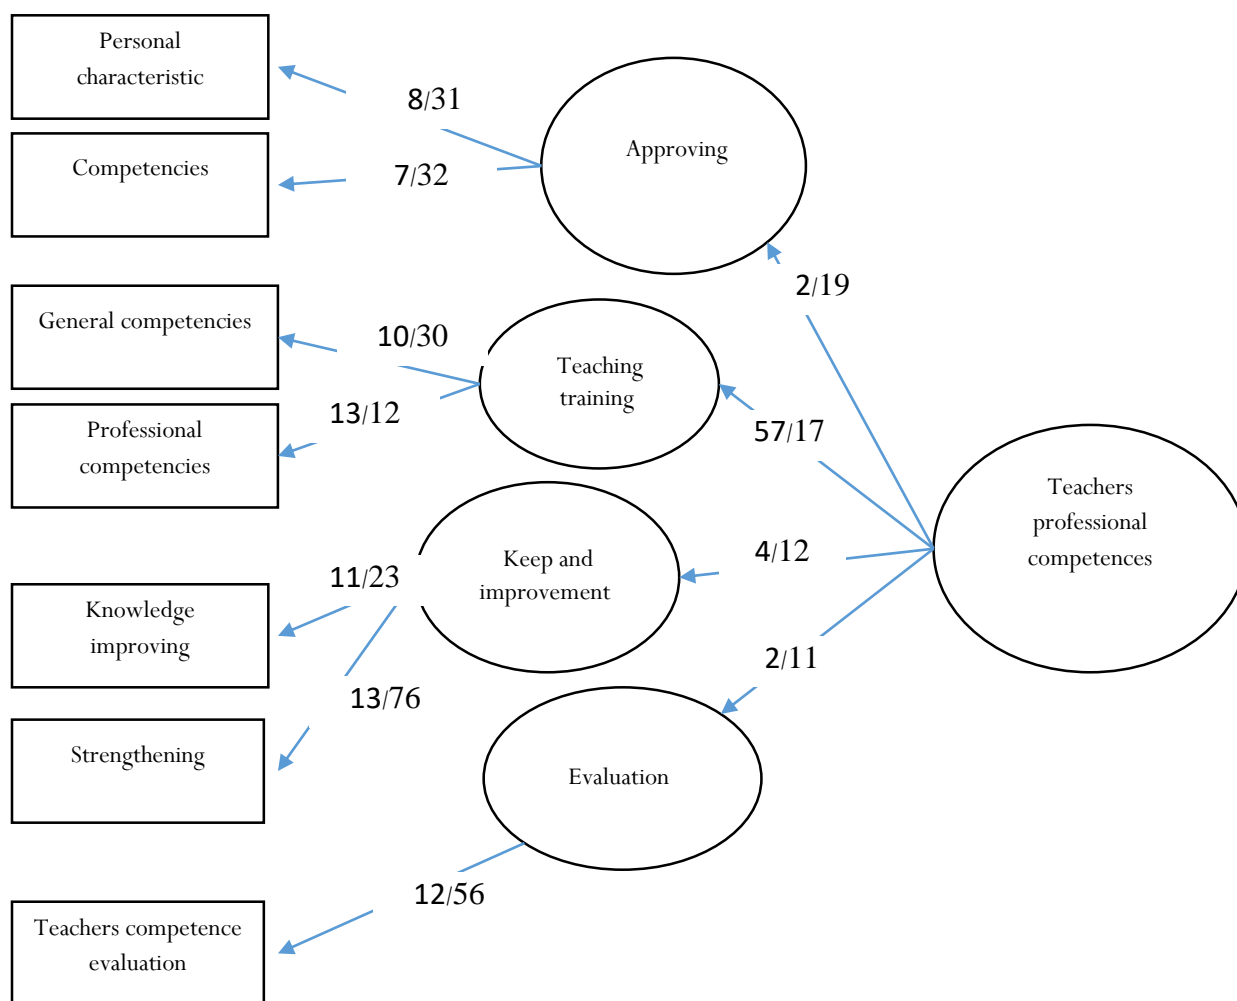 Personal
characteristic
8/31
Approving
Competencies
7/32
2/19
General competencies
10/30
Teaching
training
13/12
Professional
competencies
57/17
Teachers
professional
competences
Keep and
improvement
4/12
11/23
Knowledge
improving
2/11
13/76
Strengthening
Evaluation
12/56
Teachers competence
evaluation